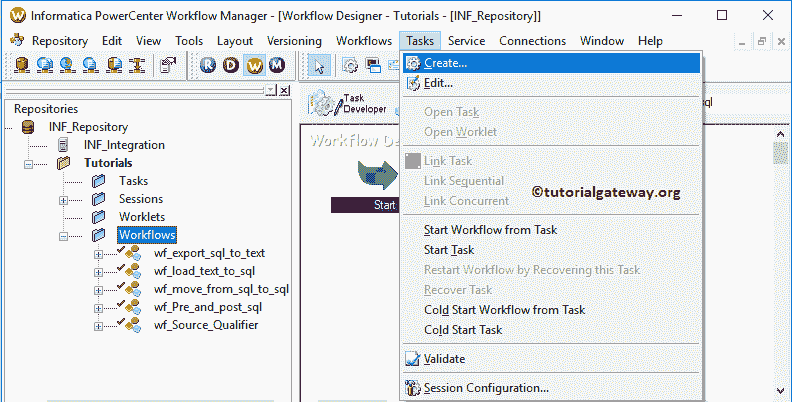 Informatica PowerCenter Workflow Manager - [Workflow Designer - Tutorials - [INF_Repository]]
Repository Edit View Tools Layout Versioning Workflows Tasks Service Connections Window Help
R D W M
Repositories
INF_Repository
INF_Integration
Tutorials
Tasks
Sessions
Worklets
Workflows
wf_export_sql_to_text
wf_load_text_to_sql
wf_move_from_sql_to_sql
wf_Pre_and_post_sql
wf_Source_Qualifier
Task
Developer
Workflow De
Start
Create...
Edit...
Open Task
Open Worklet
Link Task
Link Sequential
Link Concurrent
©tutorialgateway.org
Start Workflow from Task
Start Task
Restart Workflow by Recovering this Task
Recover Task
Cold Start Workflow from Task
Cold Start Task
Validate
Session Configuration...